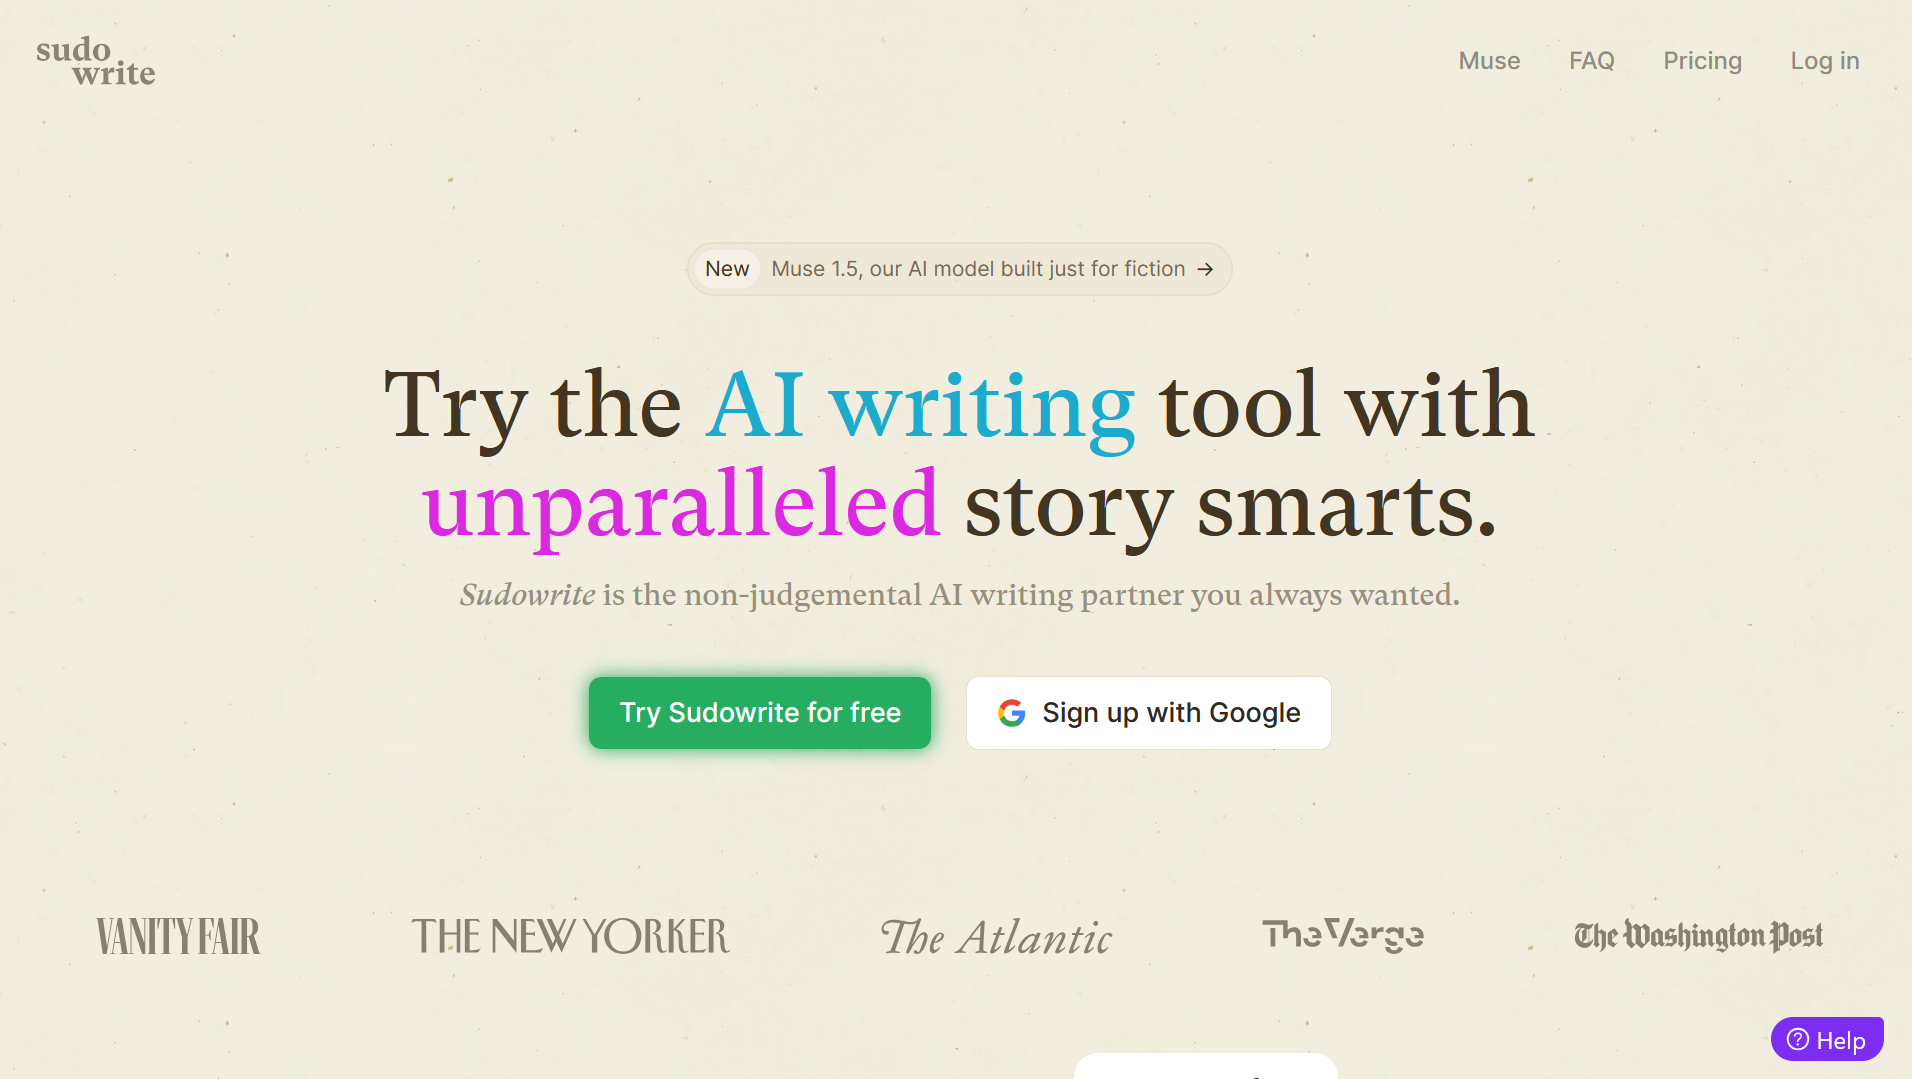 sudo
write
Muse
FAQ
Pricing
Log in
New
Muse 1.5, our AI model built just for fiction →
Try the AI writing tool with
unparalleled story smarts.
Sudowrite is the non-judgemental AI writing partner you always wanted.
Try Sudowrite for free
Sign up with Google
VANITY FAIR
THE NEW YORKER
The Atlantic
TheVerge
The Washington Post
Help